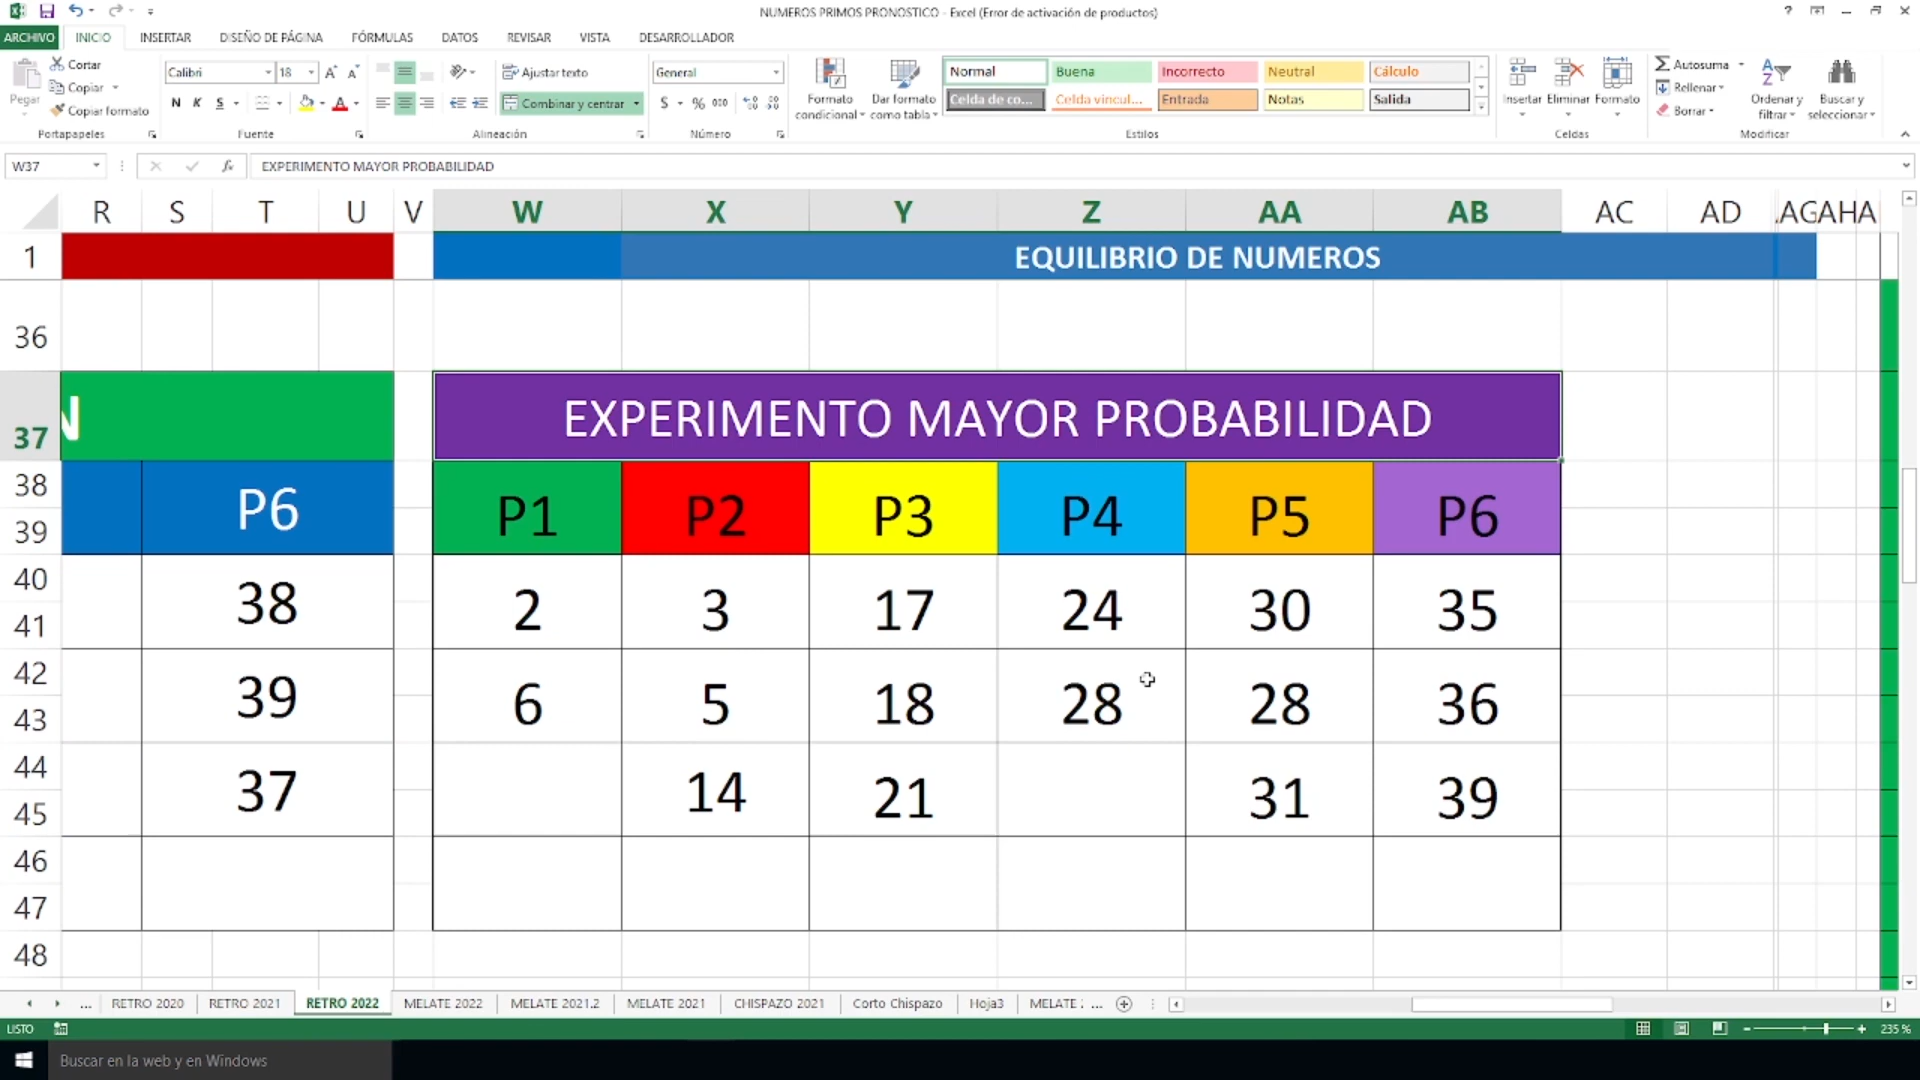 NUMEROS PRIMOS PRONOSTICO - Excel (Error de activación de productos)
ARCHIVO INICIO INSERTAR DISEÑO DE PÁGINA FÓRMULAS DATOS REVISAR VISTA DESARROLLADOR
Pegar
Cortar
Copiar
Copiar formato
Portapapeles
Calibri 18
N K S
Fuente
Ajustar texto
Combinar y centrar
Alineación
General
$ % 000
Número
Formato condicional
Dar formato como tabla
Normal Buena Incorrecto Neutral Cálculo
Celda de co... Celda vincul... Entrada Notas Salida
Estilos
Insertar Eliminar Formato
Celdas
Autosuma
Rellenar
Borrar
Ordenar y filtrar
Buscar y seleccionar
Modificar
W37 fx EXPERIMENTO MAYOR PROBABILIDAD
R S T U V W X Y Z AA AB AC AD AG AH
1 EQUILIBRIO DE NUMEROS
36
37 N EXPERIMENTO MAYOR PROBABILIDAD
38
39 P6 P1 P2 P3 P4 P5 P6
40
41 38 2 3 17 24 30 35
42
43 39 6 5 18 28 28 36
44
45 37 14 21 31 39
46
47
48
... RETRO 2020 RETRO 2021 RETRO 2022 MELATE 2022 MELATE 2021.2 MELATE 2021 CHISPAZO 2021 Corto Chispazo Hoja3 MELATE : ...
LISTO 235 %
Buscar en la web y en Windows